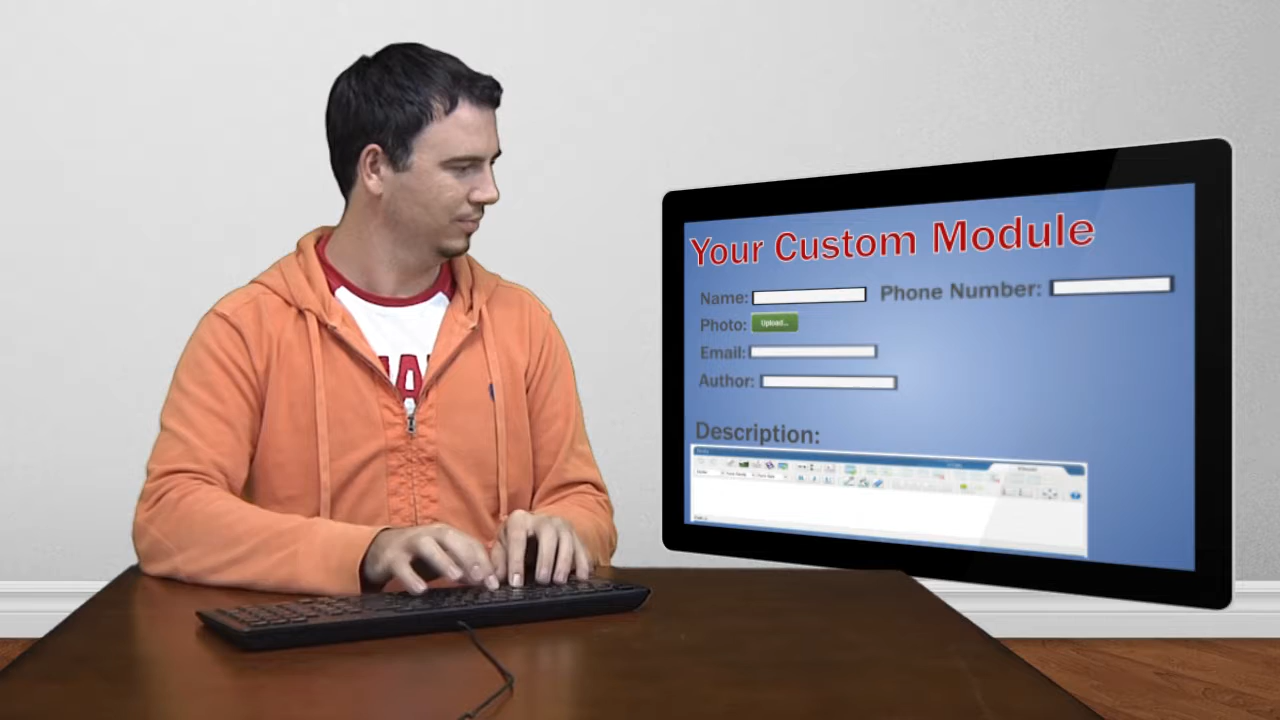 Your Custom Module
Name: Phone Number:
Photo: Upload...
Email:
Author:
Description: